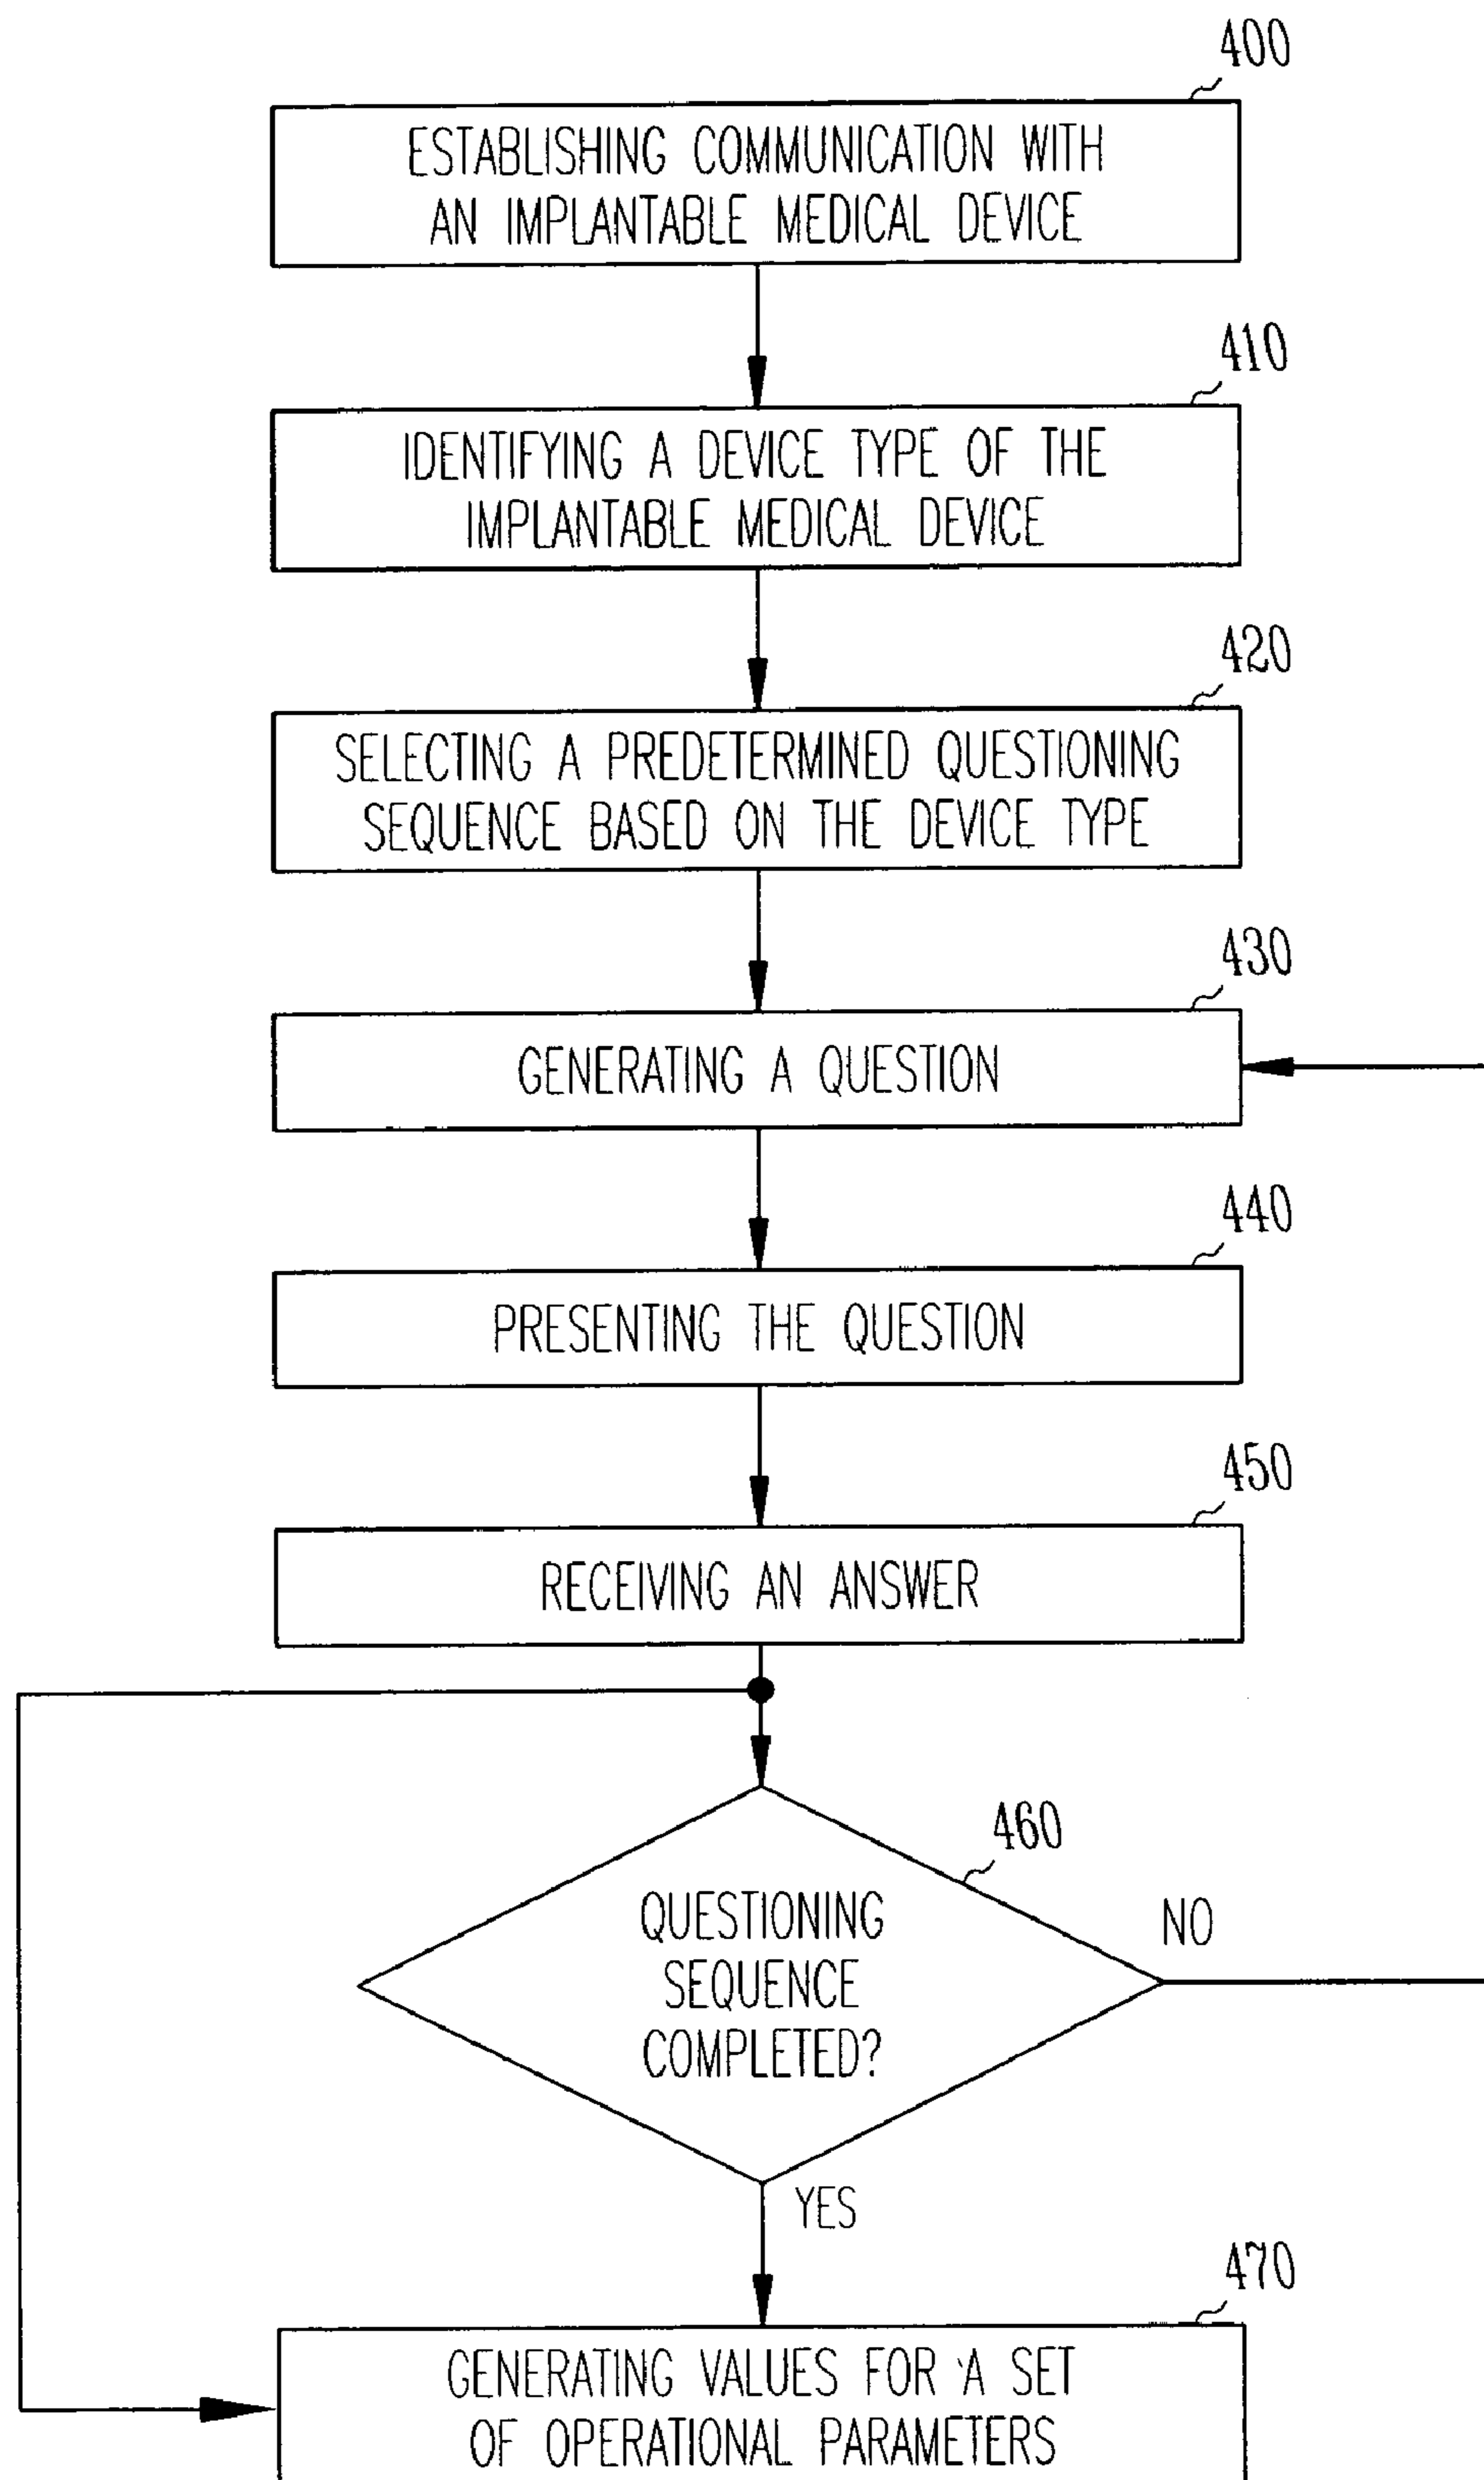 400
ESTABLISHING COMMUNICATION WITH
AN IMPLANTABLE MEDICAL DEVICE
410
IDENTIFYING A DEVICE TYPE OF THE
IMPLANTABLE MEDICAL DEVICE
420
SELECTING A PREDETERMINED QUESTIONING
SEQUENCE BASED ON THE DEVICE TYPE
430
GENERATING A QUESTION
440
PRESENTING THE QUESTION
450
RECEIVING AN ANSWER
460
QUESTIONING
SEQUENCE
COMPLETED?
NO
YES
470
GENERATING VALUES FOR A SET
OF OPERATIONAL PARAMETERS